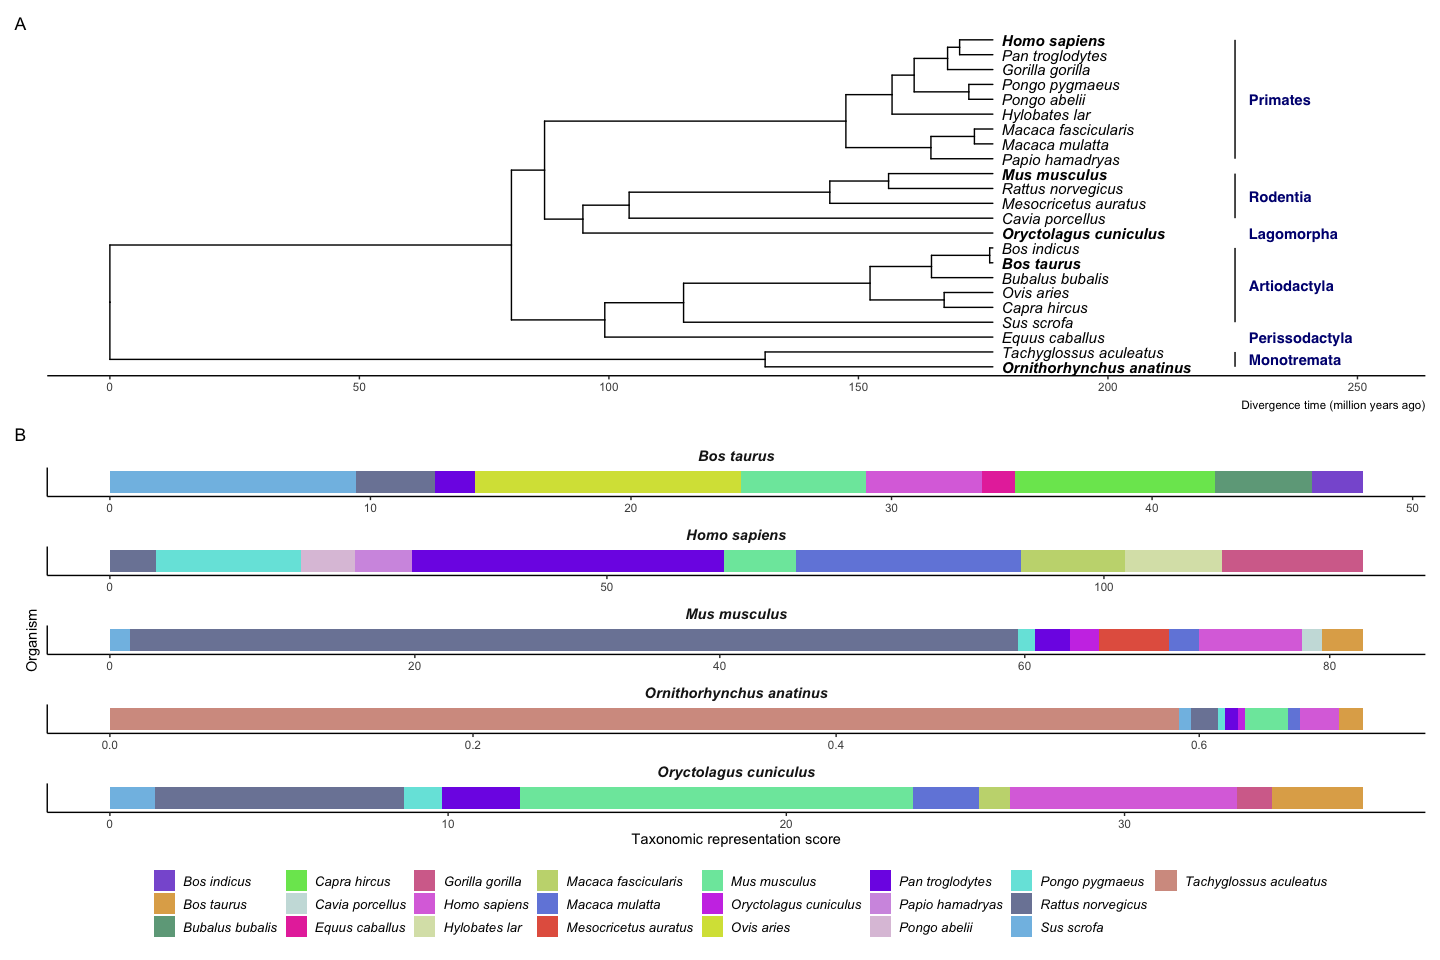 A
Homo sapiens
Pan troglodytes
Gorilla gorilla
Pongo pygmaeus
Pongo abelii
Primates
Hylobates lar
Macaca fascicularis
Macaca mulatta
Papio hamadryas
Mus musculus
Rattus norvegicus
Rodentia
Mesocricetus auratus
Cavia porcellus
Oryctolagus cuniculus
Lagomorpha
Bos indicus
Bos taurus
Bubalus bubalis
Artiodactyla
Ovis aries
Capra hircus
Sus scrofa
Equus caballus
Perissodactyla
Tachyglossus aculeatus
Monotremata
Ornithorhynchus anatinus
0 50 100 150 200 250
Divergence time (million years ago)
B
Organism
Bos taurus
0 10 20 30 40 50
Homo sapiens
0 50 100
Mus musculus
0 20 40 60 80
Ornithorhynchus anatinus
0.0 0.2 0.4 0.6
Oryctolagus cuniculus
0 10 20 30
Taxonomic representation score
Bos indicus Capra hircus Gorilla gorilla Macaca fascicularis Mus musculus Pan troglodytes Pongo pygmaeus Tachyglossus aculeatus
Bos taurus Cavia porcellus Homo sapiens Macaca mulatta Oryctolagus cuniculus Papio hamadryas Rattus norvegicus
Bubalus bubalis Equus caballus Hylobates lar Mesocricetus auratus Ovis aries Pongo abelii Sus scrofa